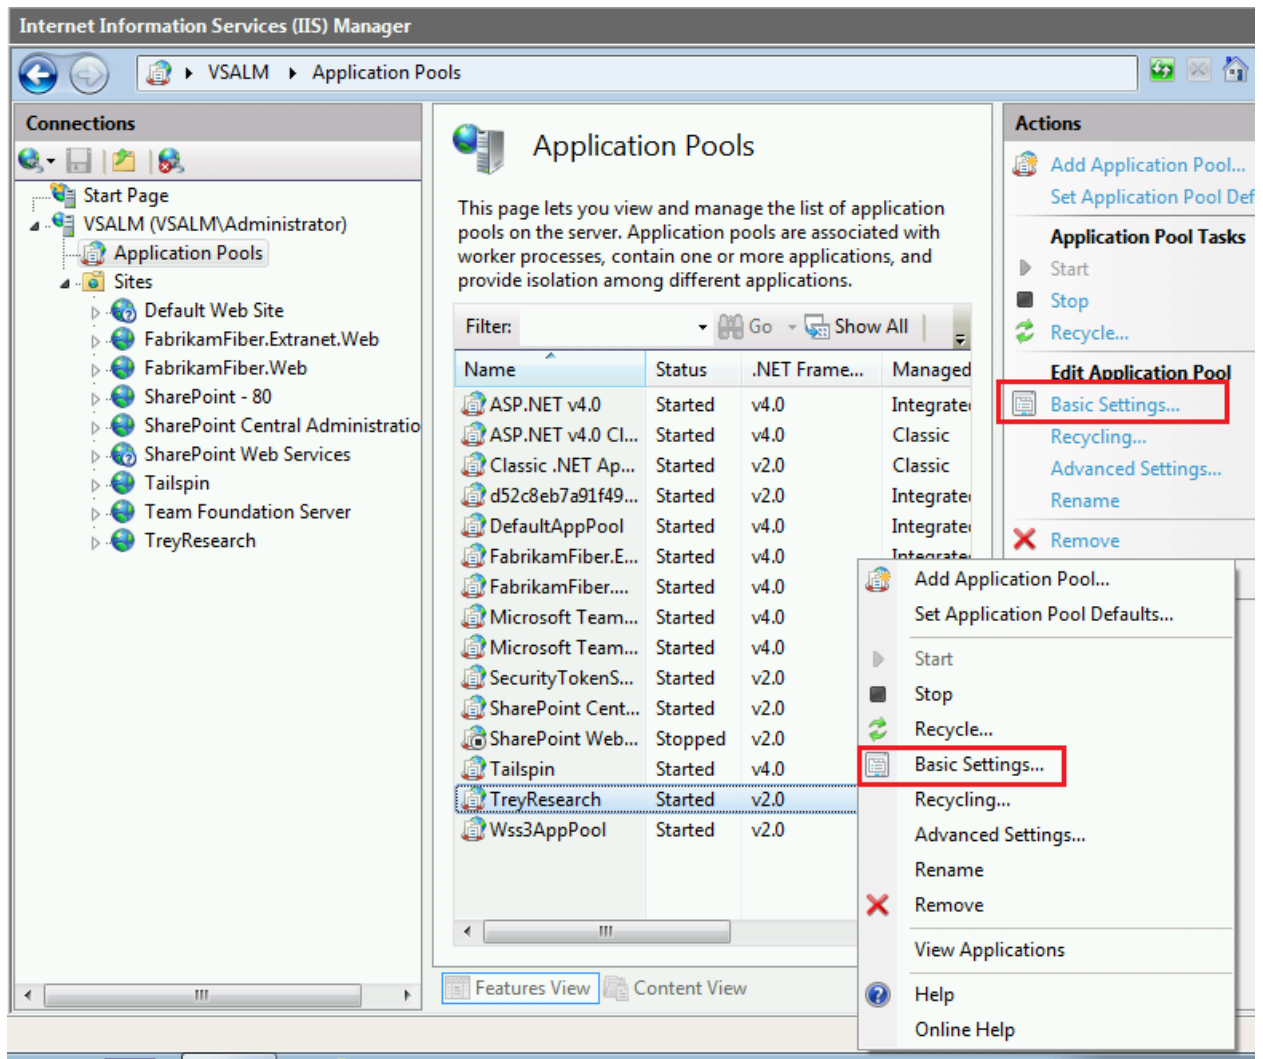 Internet Information Services (IIS) Manager
VSALM
Application Pools
Connections
Start Page
VSALM (VSALM\Administrator)
Application Pools
Sites
Default Web Site
FabrikamFiber.Extranet.Web
FabrikamFiber.Web
SharePoint - 80
SharePoint Central Administratio
SharePoint Web Services
Tailspin
Team Foundation Server
TreyResearch
Application Pools
This page lets you view and manage the list of application
pools on the server. Application pools are associated with
worker processes, contain one or more applications, and
provide isolation among different applications.
Filter: Go Show All
Name Status .NET Frame... Managed
ASP.NET v4.0 Started v4.0 Integrate
ASP.NET v4.0 Cl... Started v4.0 Classic
Classic .NET Ap... Started v2.0 Classic
d52c8eb7a91f49... Started v2.0 Integrate
DefaultAppPool Started v4.0 Integrate
FabrikamFiber.E... Started v4.0 Integrate
FabrikamFiber.... Started v4.0
Microsoft Team... Started v4.0
Microsoft Team... Started v4.0
SecurityTokenS... Started v2.0
SharePoint Cent... Started v2.0
SharePoint Web... Stopped v2.0
Tailspin Started v4.0
TreyResearch Started v2.0
Wss3AppPool Started v2.0
Features View Content View
Actions
Add Application Pool...
Set Application Pool Def
Application Pool Tasks
Start
Stop
Recycle...
Edit Application Pool
Basic Settings...
Recycling...
Advanced Settings...
Rename
Remove
Add Application Pool...
Set Application Pool Defaults...
Start
Stop
Recycle...
Basic Settings...
Recycling...
Advanced Settings...
Rename
Remove
View Applications
Help
Online Help